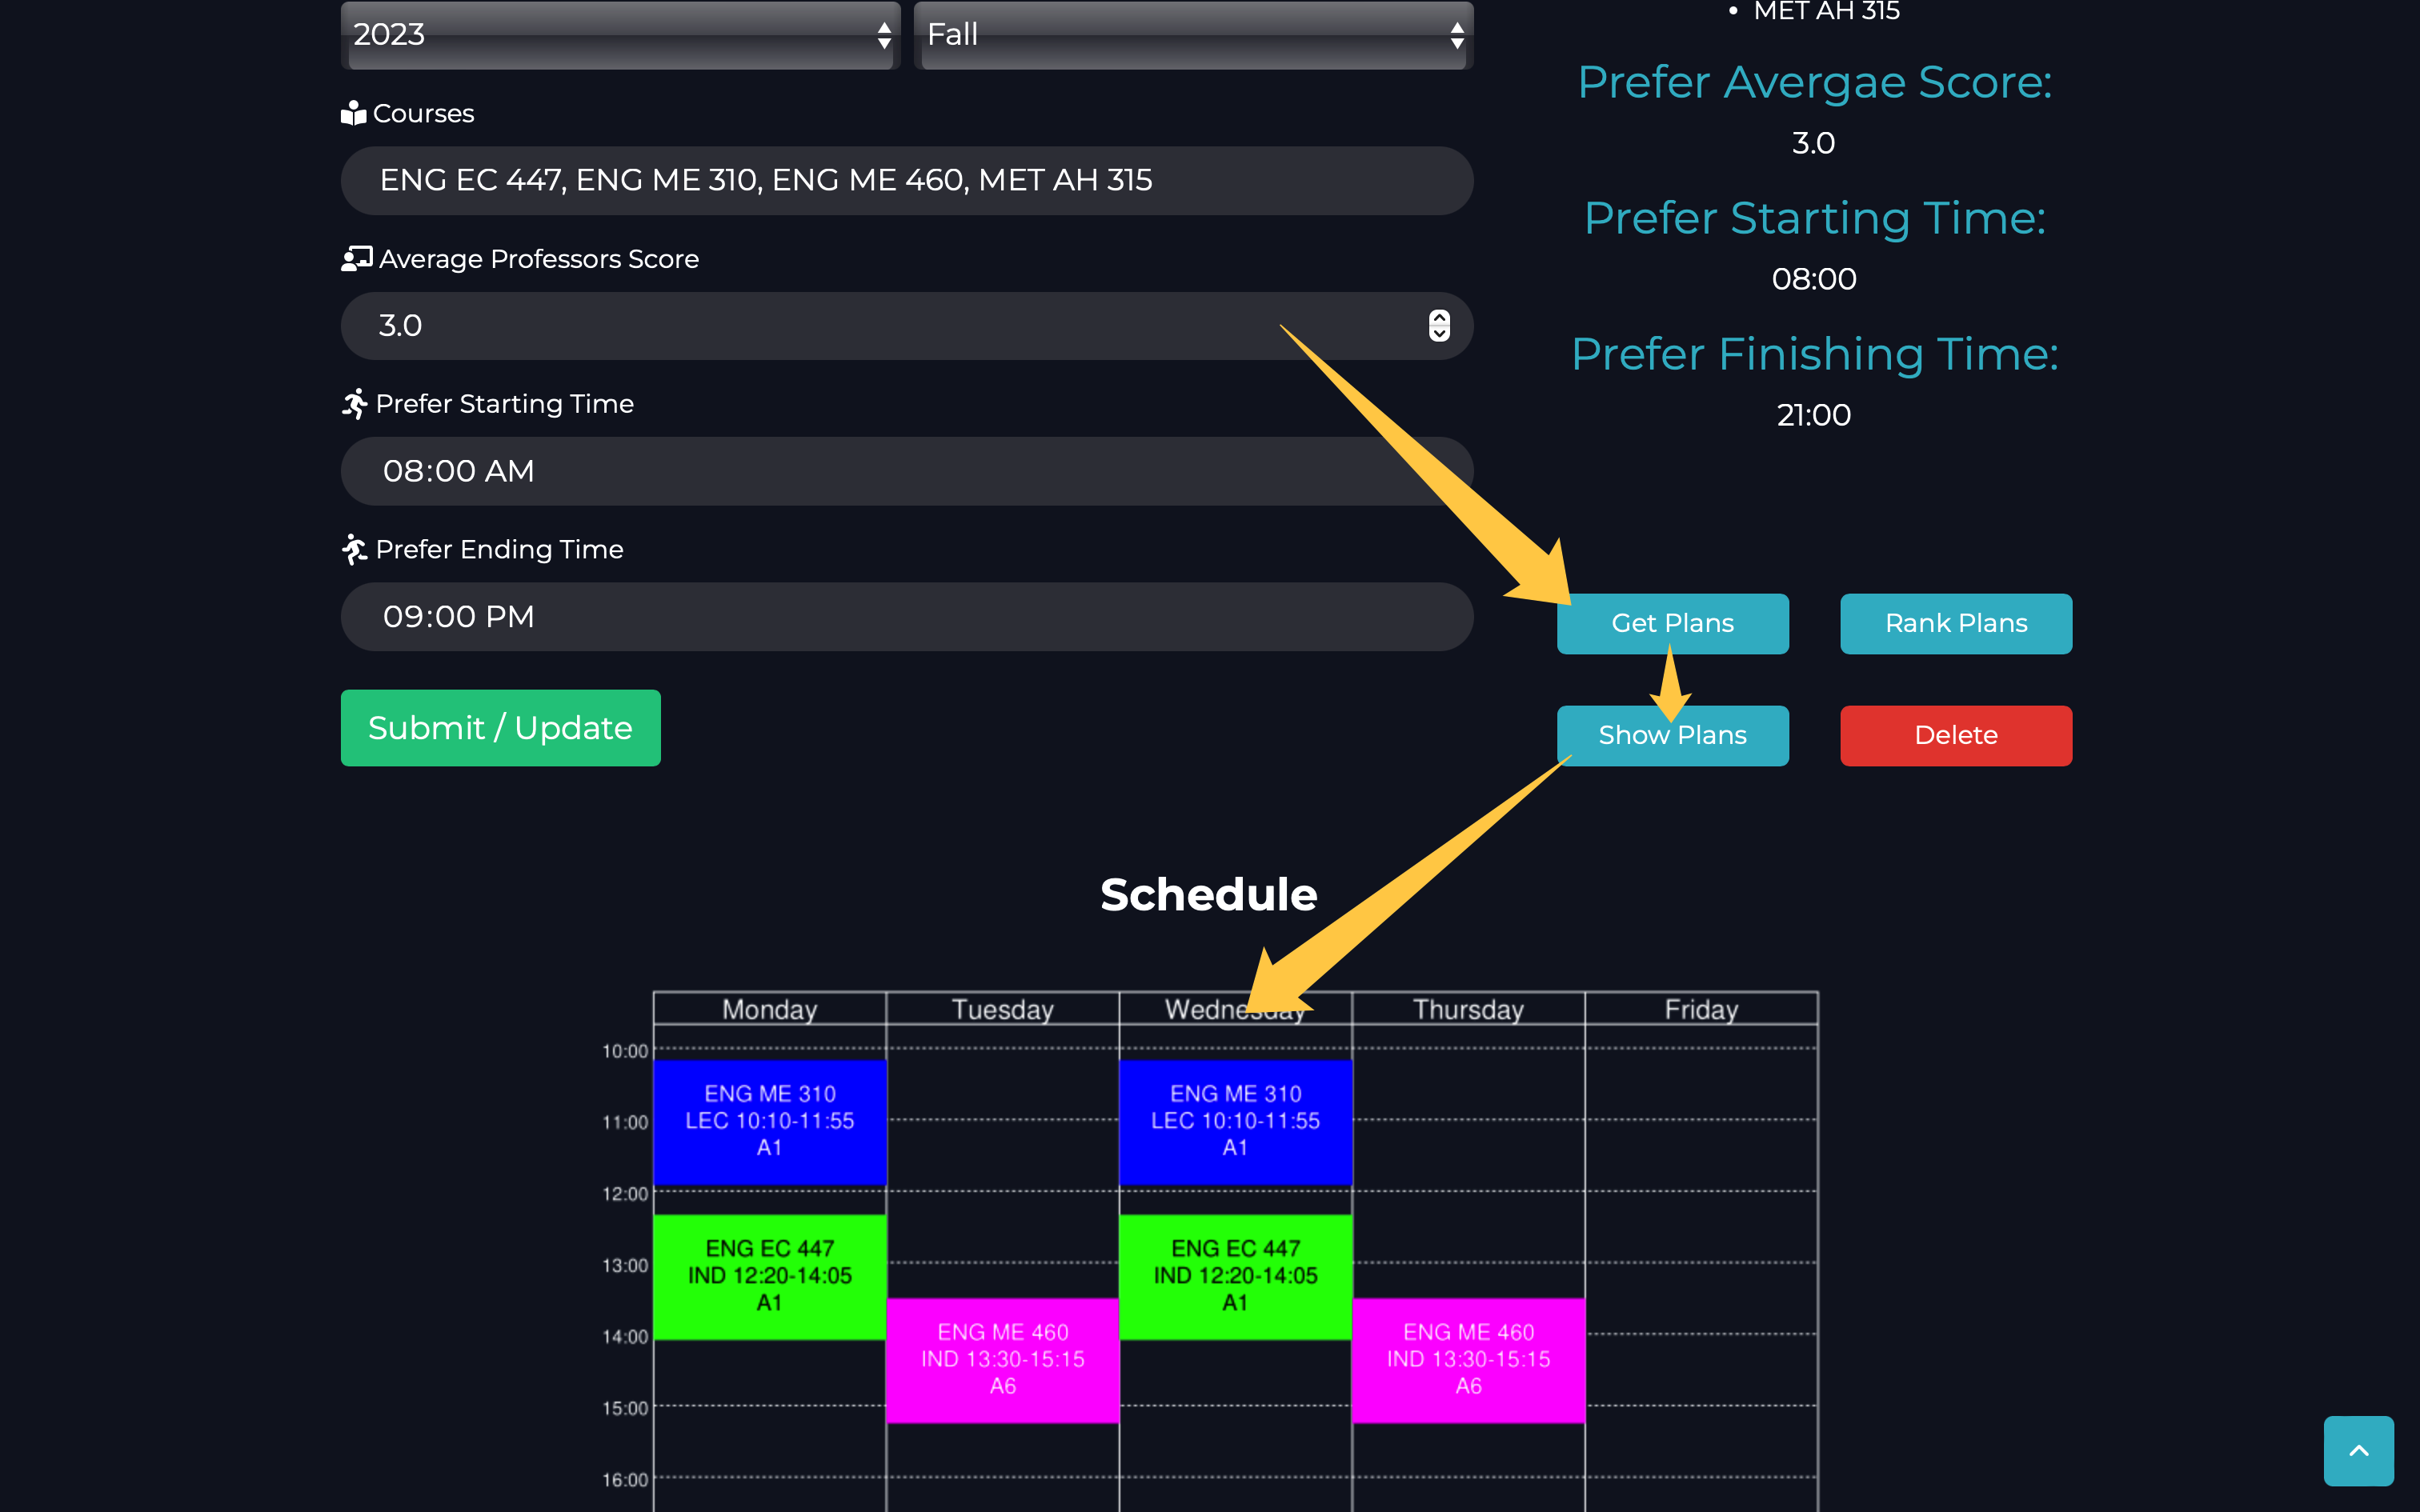 2023
Fall
Courses
ENG EC 447, ENG ME 310, ENG ME 460, MET AH 315
Average Professors Score
3.0
Prefer Starting Time
08:00 AM
Prefer Ending Time
09:00 PM
Submit / Update
MET AH 315
Prefer Avergae Score:
3.0
Prefer Starting Time:
08:00
Prefer Finishing Time:
21:00
Get Plans
Rank Plans
Show Plans
Delete
Schedule
Monday
Tuesday
Wednesday
Thursday
Friday
10:00
ENG ME 310
LEC 10:10-11:55
A1
ENG ME 310
LEC 10:10-11:55
A1
11:00
12:00
ENG EC 447
IND 12:20-14:05
A1
ENG EC 447
IND 12:20-14:05
A1
13:00
ENG ME 460
IND 13:30-15:15
A6
ENG ME 460
IND 13:30-15:15
A6
14:00
15:00
16:00